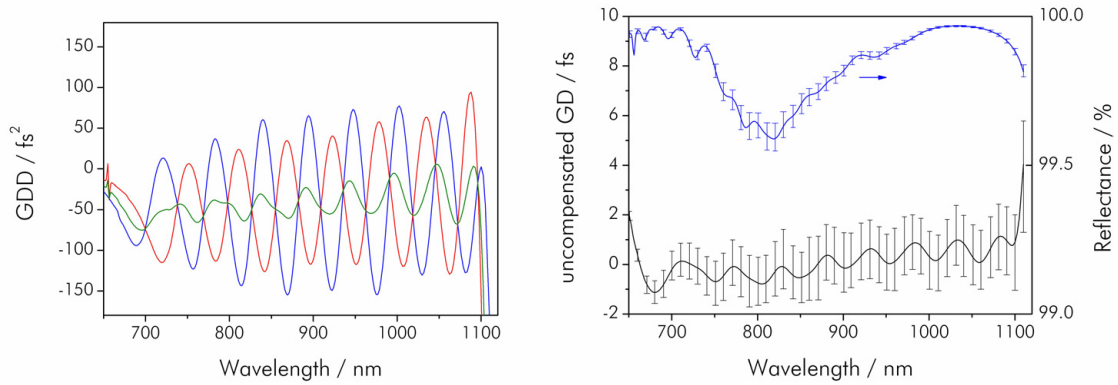 GDD / fs²
150
100
50
0
-50
-100
-150
700 800 900 1000 1100
Wavelength / nm
uncompensated GD / fs
10
8
6
4
2
0
-2
700 800 900 1000 1100
Wavelength / nm
100.0
99.5
99.0
Reflectance / %